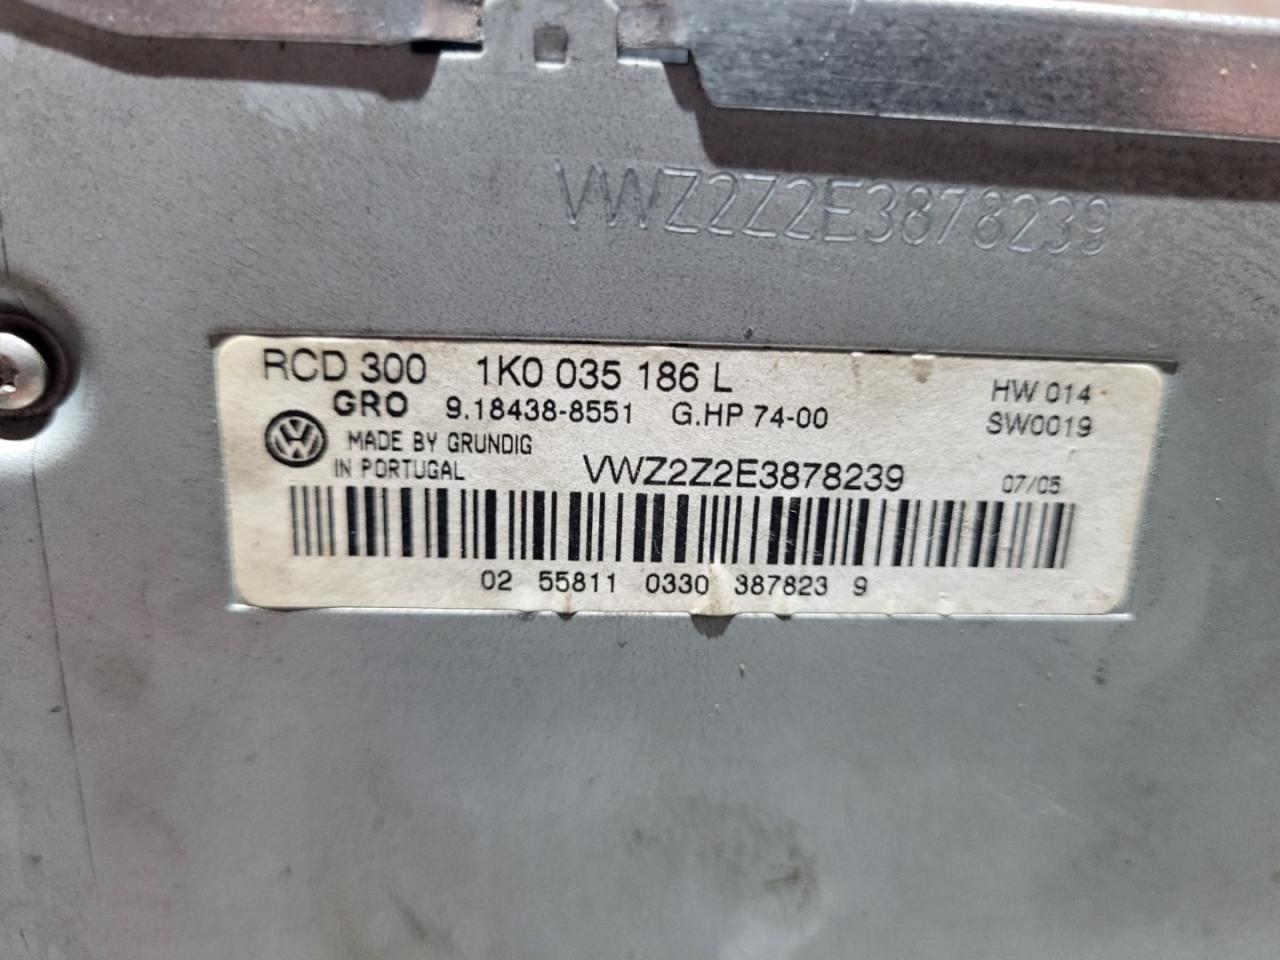 VWZ2Z2E3878239
RCD 300 1K0 035 186 L
HW 014
GRO 9.18438-8551 G.HP 74-00
SW0019
MADE BY GRUNDIG
IN PORTUGAL
VWZ2Z2E3878239
07/05
02 55811 0330 387823 9